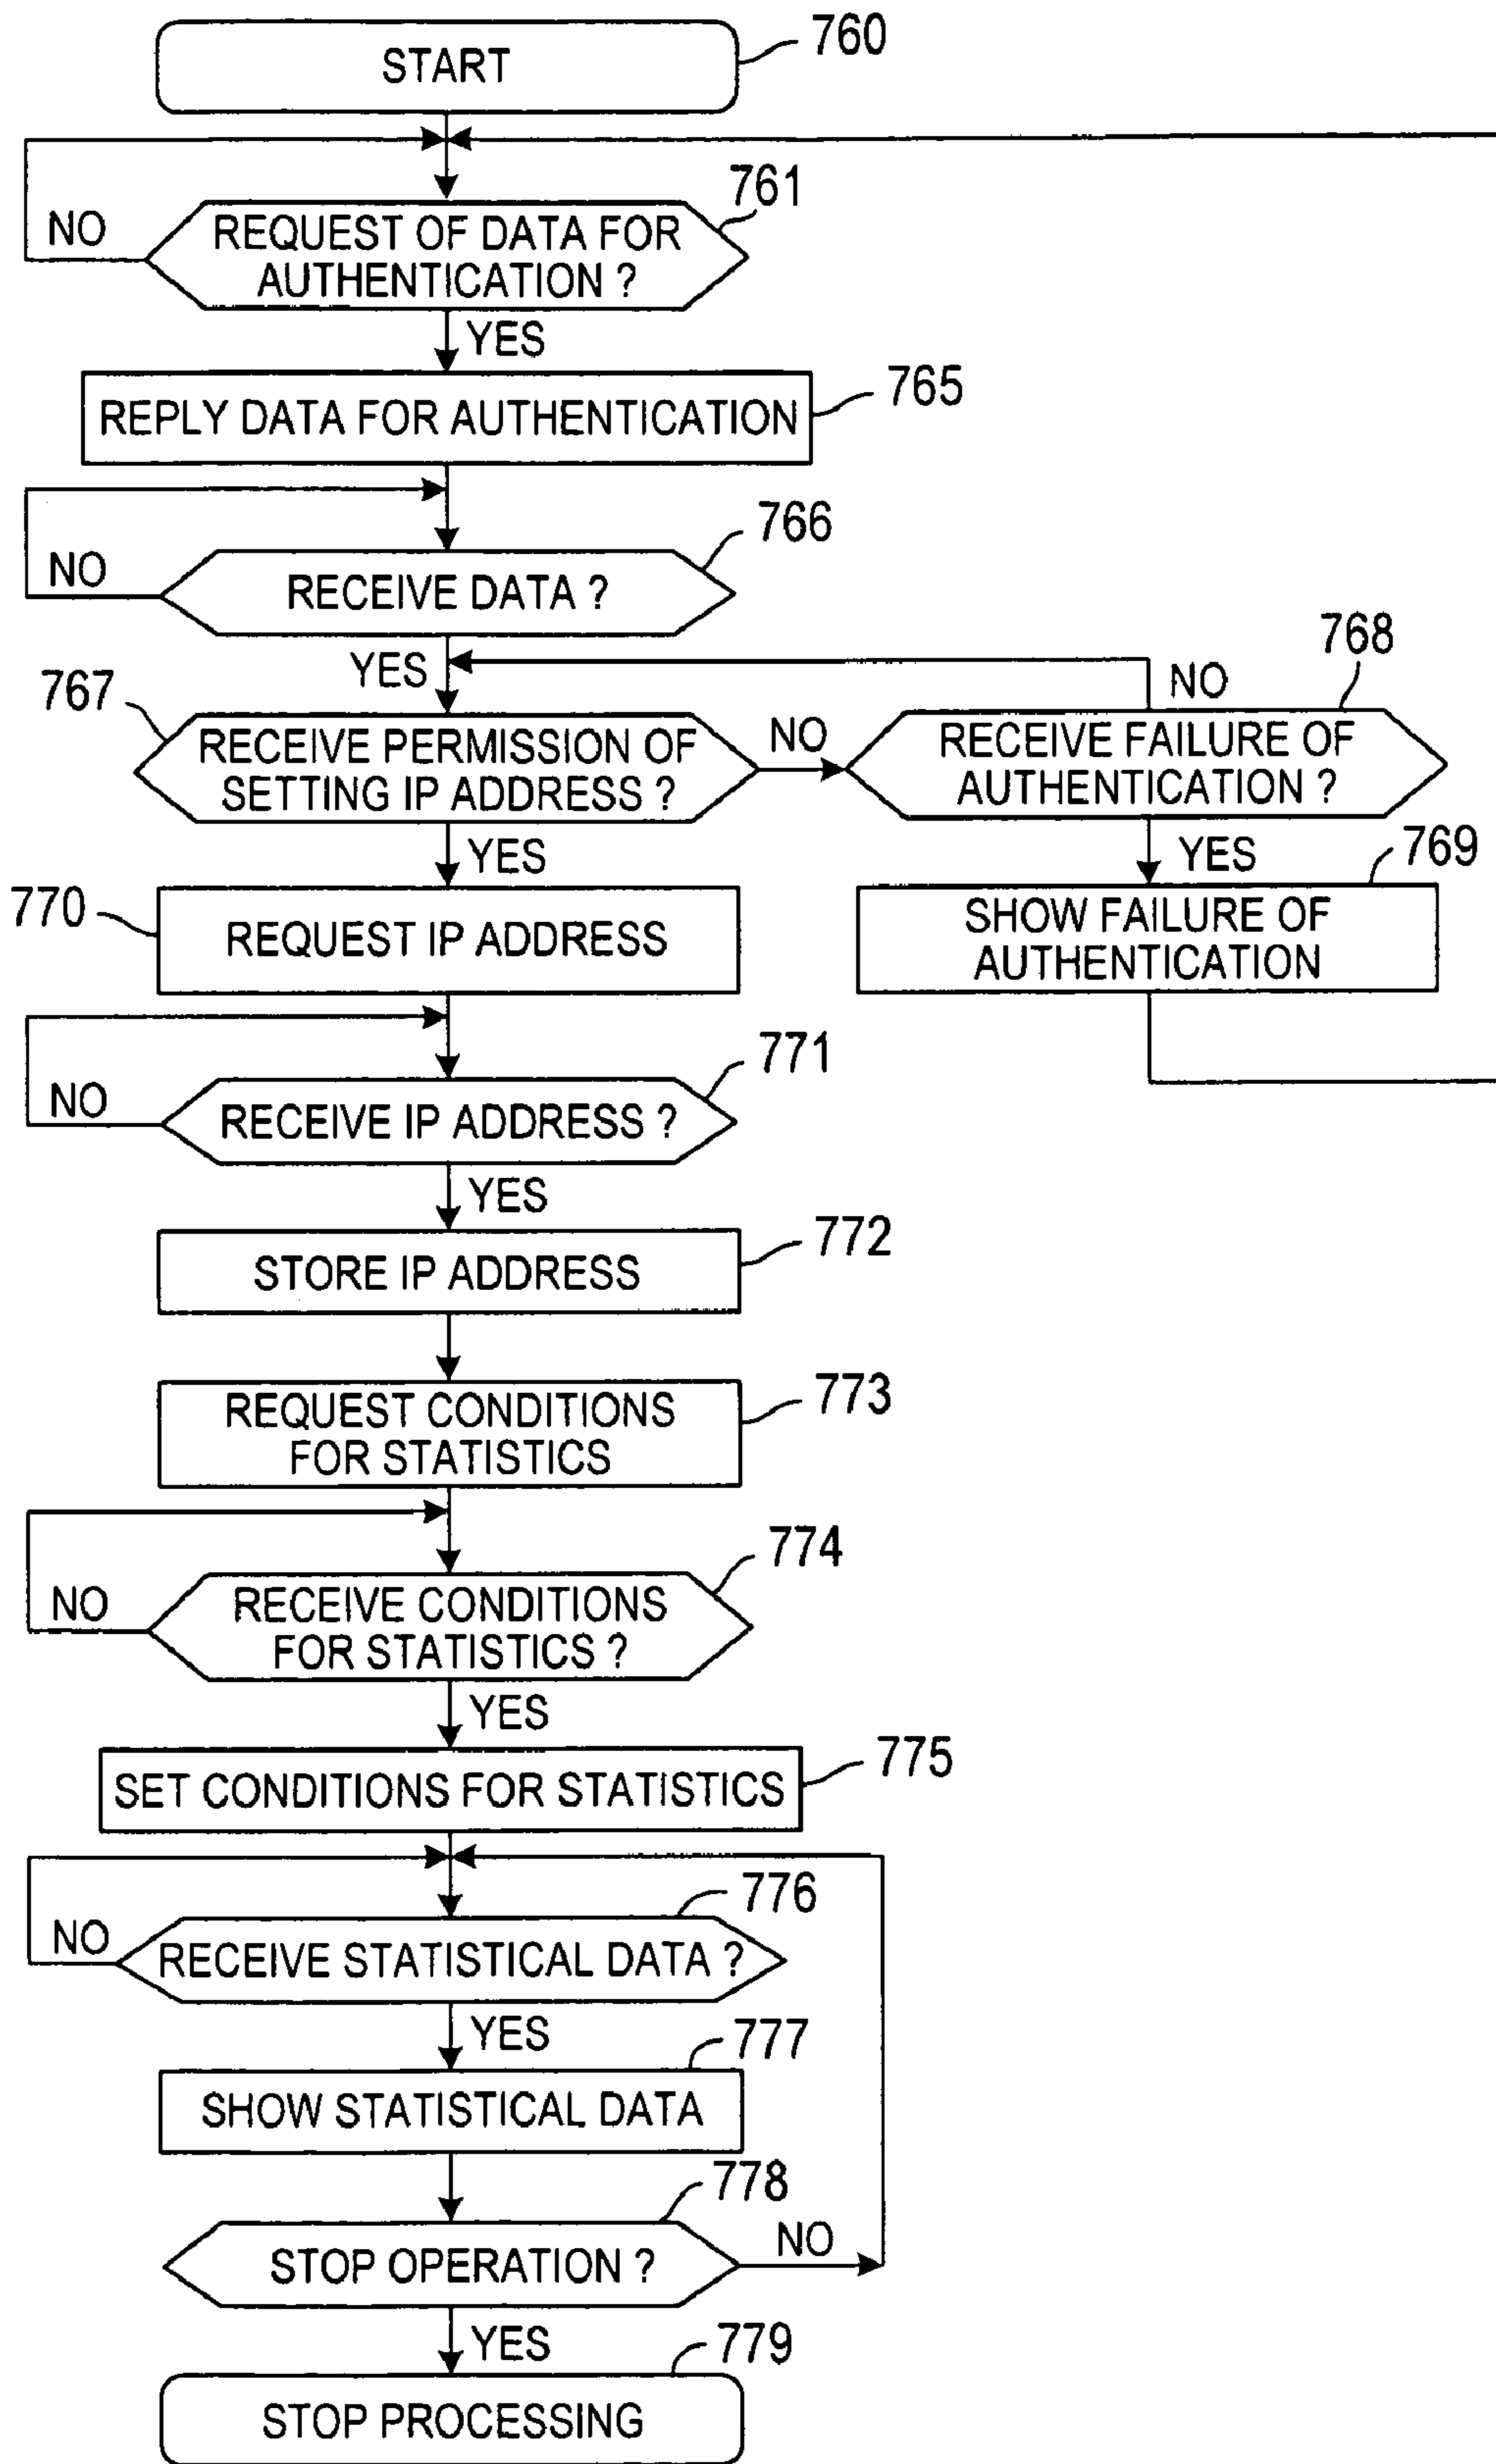 START
760
761
NO
REQUEST OF DATA FOR
AUTHENTICATION ?
YES
765
REPLY DATA FOR AUTHENTICATION
766
NO
RECEIVE DATA ?
YES
767
RECEIVE PERMISSION OF
SETTING IP ADDRESS ?
NO
768
NO
RECEIVE FAILURE OF
AUTHENTICATION ?
YES
YES
769
SHOW FAILURE OF
AUTHENTICATION
770
REQUEST IP ADDRESS
771
NO
RECEIVE IP ADDRESS ?
YES
772
STORE IP ADDRESS
773
REQUEST CONDITIONS
FOR STATISTICS
774
NO
RECEIVE CONDITIONS
FOR STATISTICS ?
YES
775
SET CONDITIONS FOR STATISTICS
776
NO
RECEIVE STATISTICAL DATA ?
YES
777
SHOW STATISTICAL DATA
778
STOP OPERATION ?
NO
YES
779
STOP PROCESSING